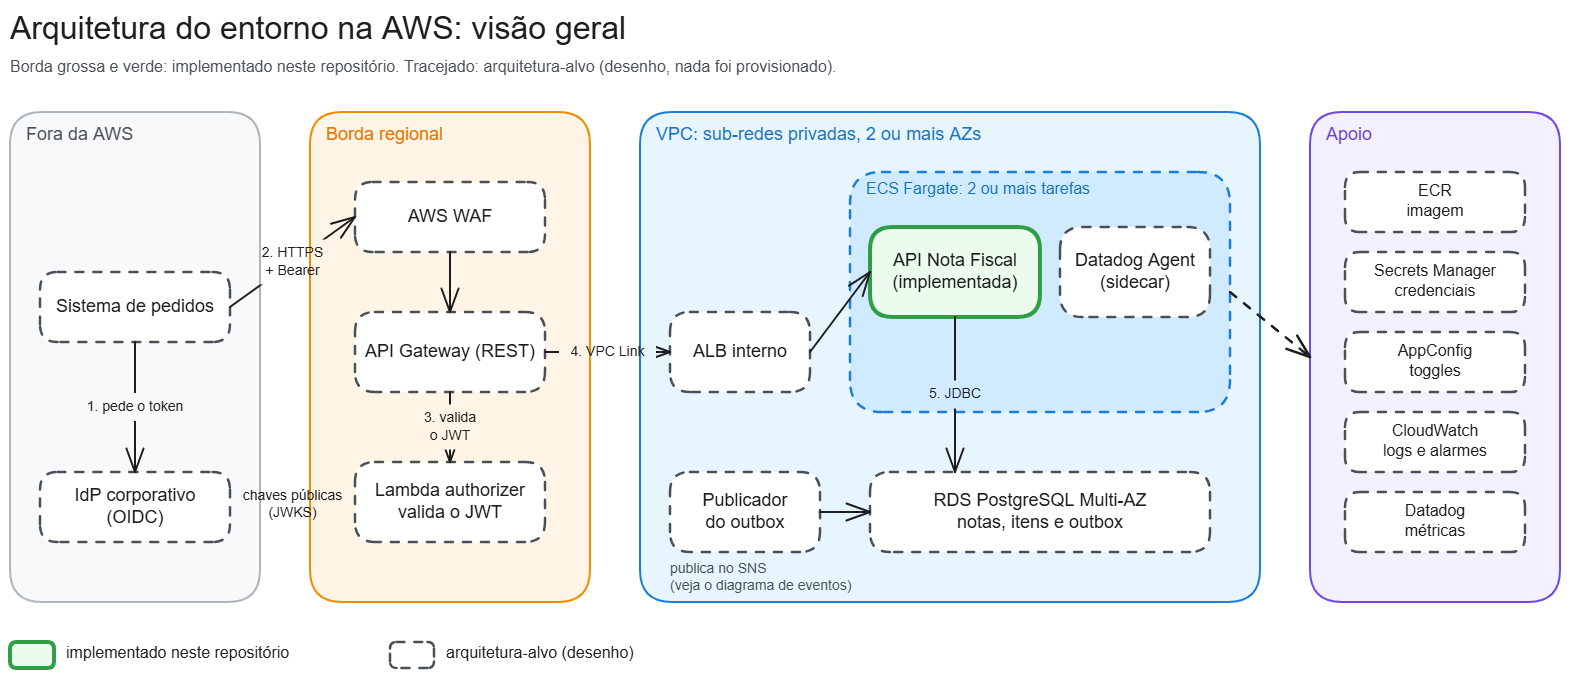 Arquitetura do entorno na AWS: visão geral
Borda grossa e verde: implementado neste repositório. Tracejado: arquitetura-alvo (desenho, nada foi provisionado).
Fora da AWS
Sistema de pedidos
1. pede o token
IdP corporativo
(OIDC)
2. HTTPS
+ Bearer
chaves públicas
(JWKS)
Borda regional
AWS WAF
API Gateway (REST)
3. valida
o JWT
Lambda authorizer
valida o JWT
4. VPC Link
VPC: sub-redes privadas, 2 ou mais AZs
ECS Fargate: 2 ou mais tarefas
API Nota Fiscal
(implementada)
Datadog Agent
(sidecar)
ALB interno
5. JDBC
Publicador
do outbox
RDS PostgreSQL Multi-AZ
notas, itens e outbox
publica no SNS
(veja o diagrama de eventos)
Apoio
ECR
imagem
Secrets Manager
credenciais
AppConfig
toggles
CloudWatch
logs e alarmes
Datadog
métricas
implementado neste repositório
arquitetura-alvo (desenho)